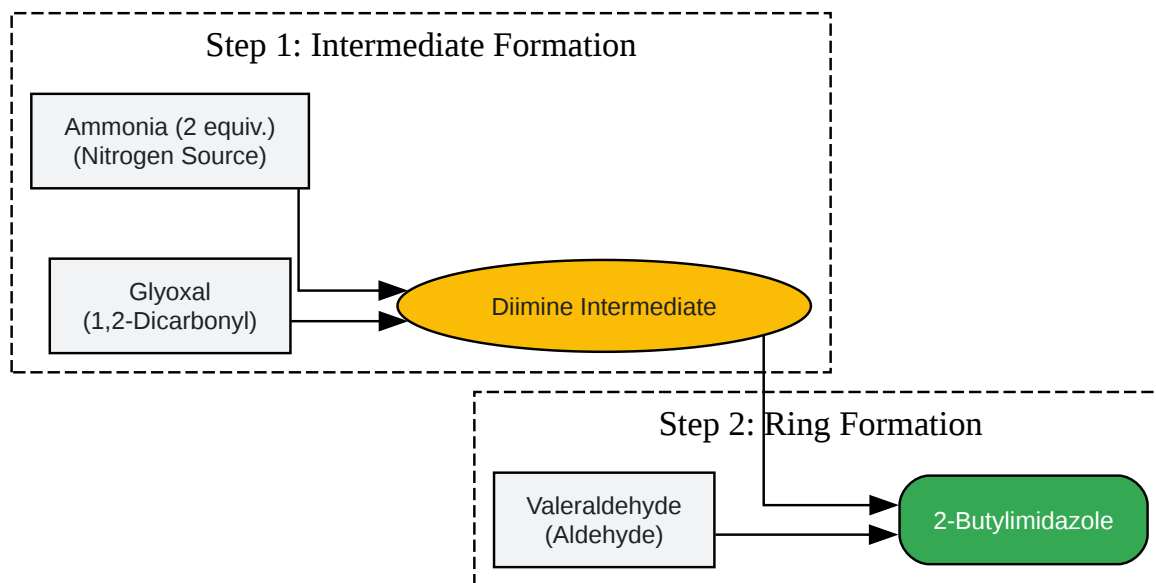 Step 1: Intermediate Formation
Ammonia (2 equiv.)
(Nitrogen Source)
Glyoxal
(1,2-Dicarbonyl)
Diimine Intermediate
Step 2: Ring Formation
Valeraldehyde
(Aldehyde)
2-Butylimidazole